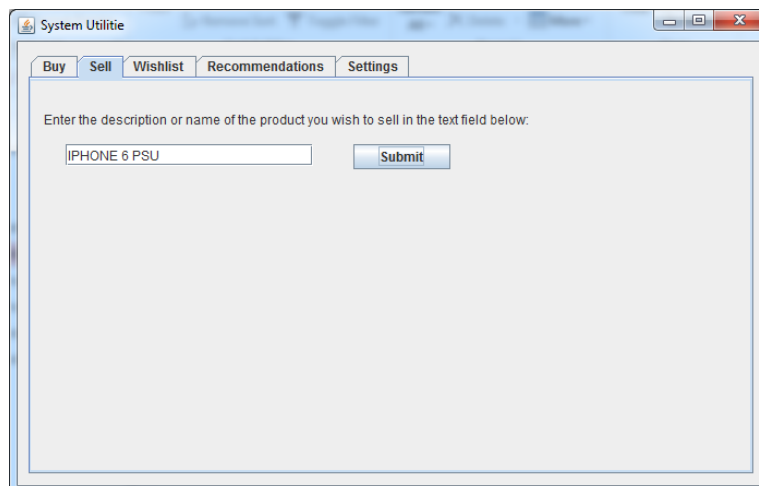 System Utilitie
Buy Sell Wishlist Recommendations Settings
Enter the description or name of the product you wish to sell in the text field below:
IPHONE 6 PSU Submit